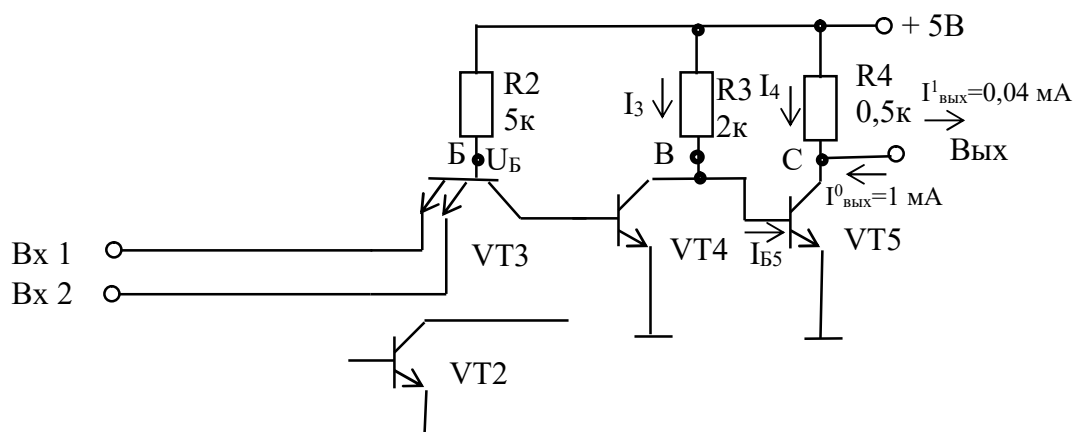 + 5В
R2
5к
I₃
R3
2к
I₄
R4
0,5к
I¹вых=0,04 мА
Вых
Б
UБ
В
С
I⁰вых=1 мА
Вх 1
VT3
VT4
IБ5
VT5
Вх 2
VT2